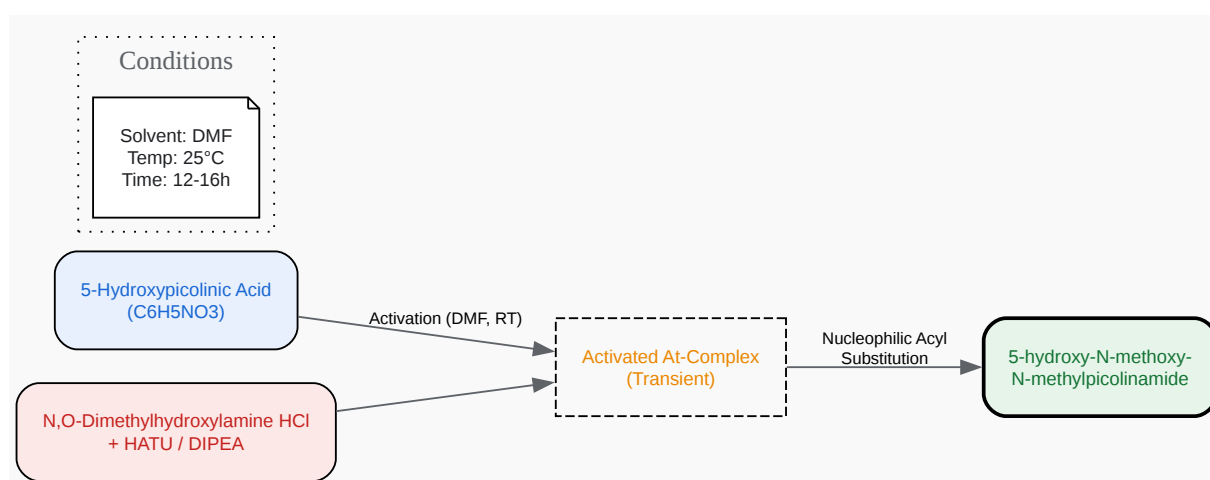 Conditions
Solvent: DMF
Temp: 25°C
Time: 12-16h
5-Hydroxypicolinic Acid
(C6H5NO3)
Activation (DMF, RT)
N,O-Dimethylhydroxylamine HCl
+ HATU / DIPEA
Activated At-Complex
(Transient)
Nucleophilic Acyl
Substitution
5-hydroxy-N-methoxy-
N-methylpicolinamide